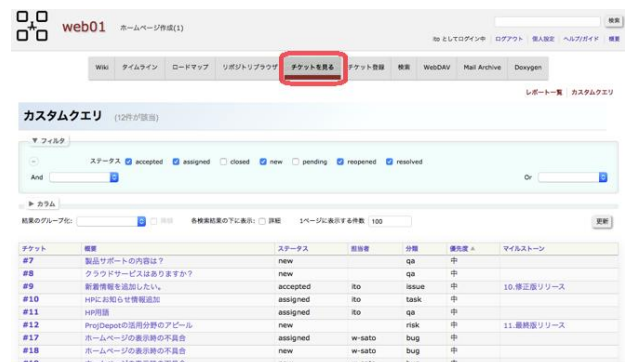 検索
web01 ホームページ作成(1)
ito としてログイン中 ログアウト 個人設定 ヘルプ/ガイド 概要
Wiki タイムライン ロードマップ リポジトリブラウザ チケットを見る チケット登録 検索 WebDAV Mail Archive Doxygen
レポート一覧 カスタムクエリ
カスタムクエリ (12件が該当)
▼ フィルタ
ステータス accepted assigned closed new pending reopened resolved
And Or
▶ カラム
結果のグループ化: 降順 各検索結果の下に表示: 詳細 1ページに表示する件数 100 更新
チケット 概要 ステータス 担当者 分類 優先度 マイルストーン
#7 製品サポートの内容は? new qa 中
#8 クラウドサービスはありますか? new qa 中
#9 新着情報を追加したい。 accepted ito issue 中 10.修正版リリース
#10 HPにお知らせ情報追加 assigned ito task 中
#11 HP用語 assigned ito qa 中
#12 ProjDepotの活用分野のアピール new risk 中 11.最終版リリース
#17 ホームページの表示時の不具合 assigned w-sato bug 中
#18 ホームページの表示時の不具合 new w-sato bug 中